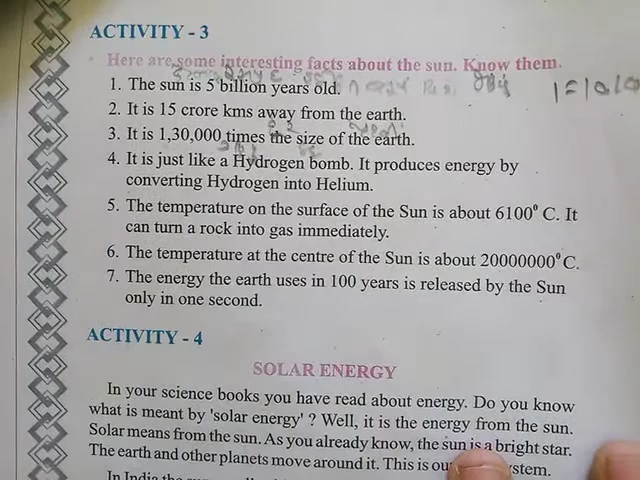 ACTIVITY - 3
Here are some interesting facts about the sun. Know them.
1. The sun is 5 billion years old.
2. It is 15 crore kms away from the earth.
3. It is 1,30,000 times the size of the earth.
4. It is just like a Hydrogen bomb. It produces energy by
converting Hydrogen into Helium.
5. The temperature on the surface of the Sun is about 6100⁰ C. It
can turn a rock into gas immediately.
6. The temperature at the centre of the Sun is about 20000000⁰C.
7. The energy the earth uses in 100 years is released by the Sun
only in one second.
ACTIVITY - 4
SOLAR ENERGY
In your science books you have read about energy. Do you know
what is meant by 'solar energy' ? Well, it is the energy from the sun.
Solar means from the sun. As you already know, the sun is a bright star.
The earth and other planets move around it. This is
In India the